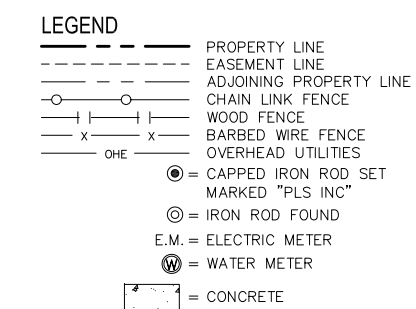 LEGEND
PROPERTY LINE
EASEMENT LINE
ADJOINING PROPERTY LINE
CHAIN LINK FENCE
WOOD FENCE
X X BARBED WIRE FENCE
OHE OVERHEAD UTILITIES
= CAPPED IRON ROD SET
MARKED "PLS INC"
= IRON ROD FOUND
E.M. = ELECTRIC METER
W = WATER METER
= CONCRETE